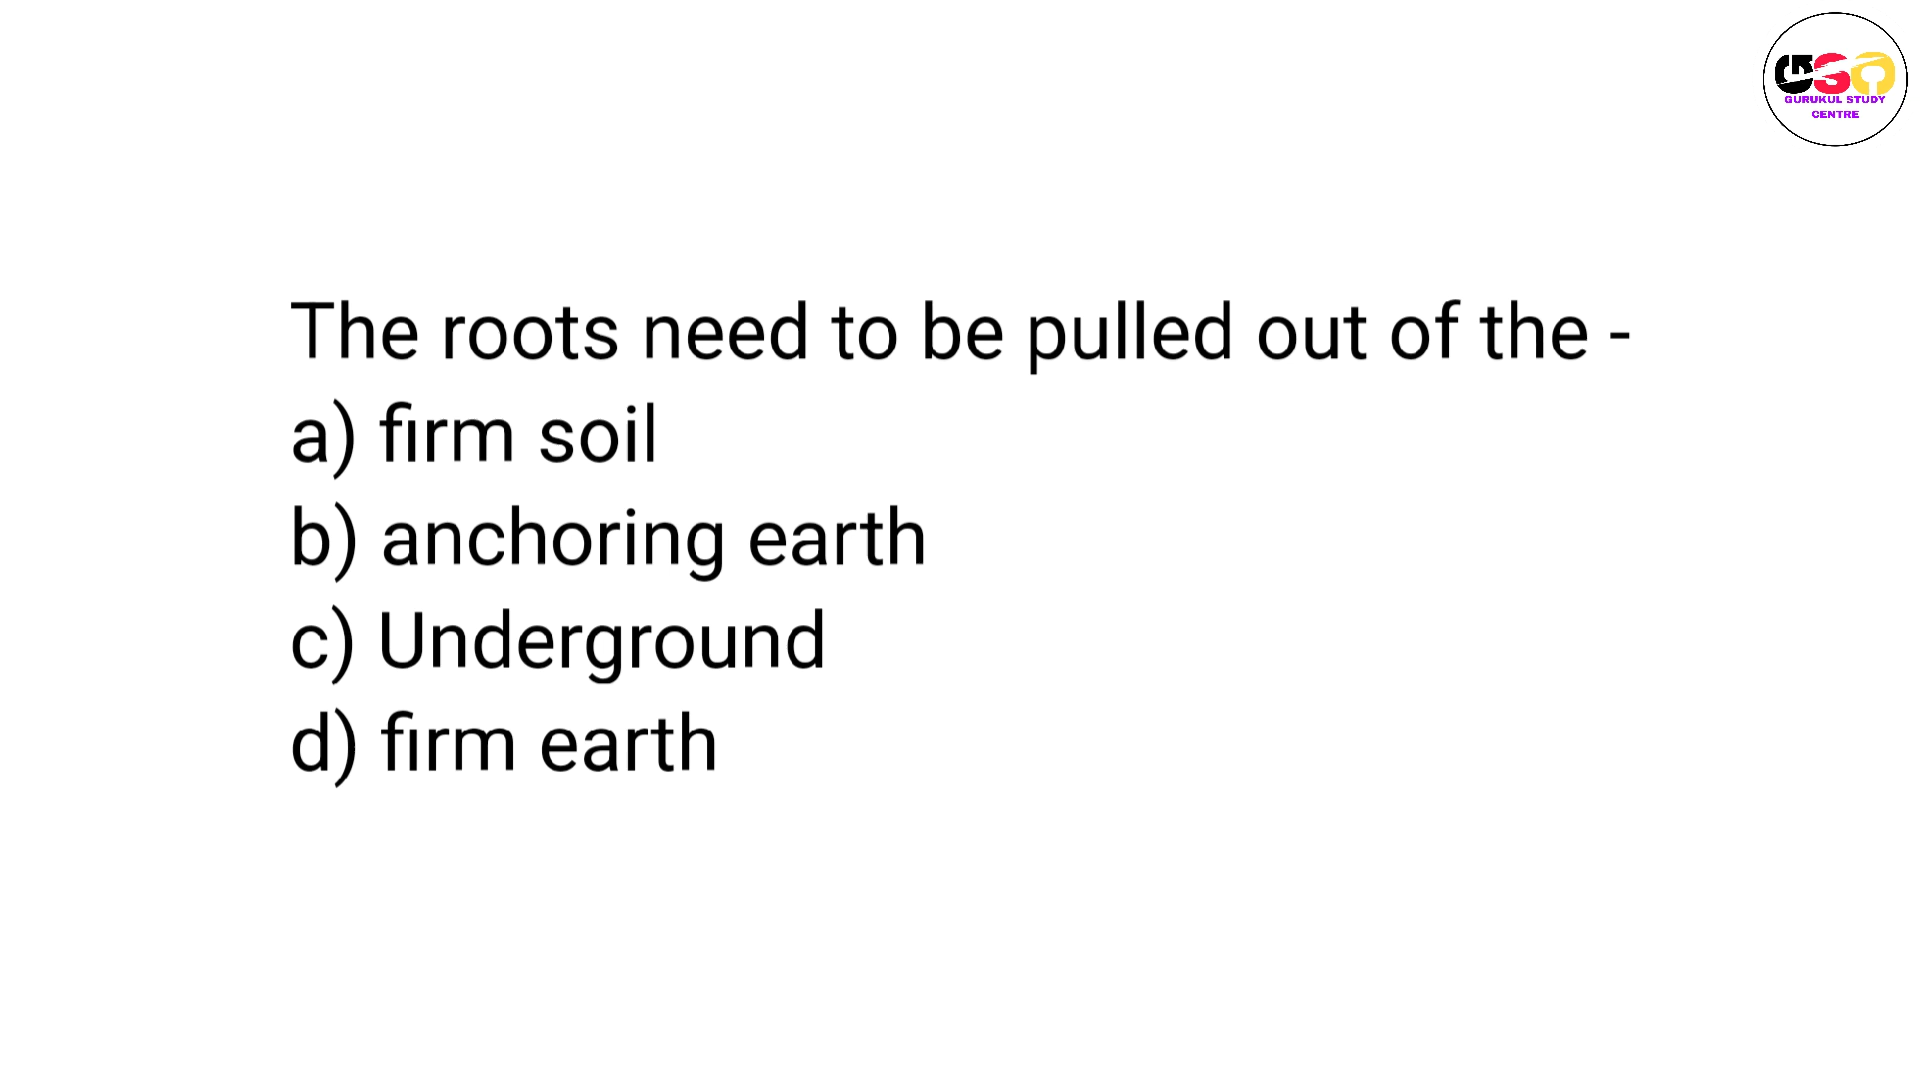 GSC
GURUKUL STUDY
CENTRE
The roots need to be pulled out of the -
a) firm soil
b) anchoring earth
c) Underground
d) firm earth